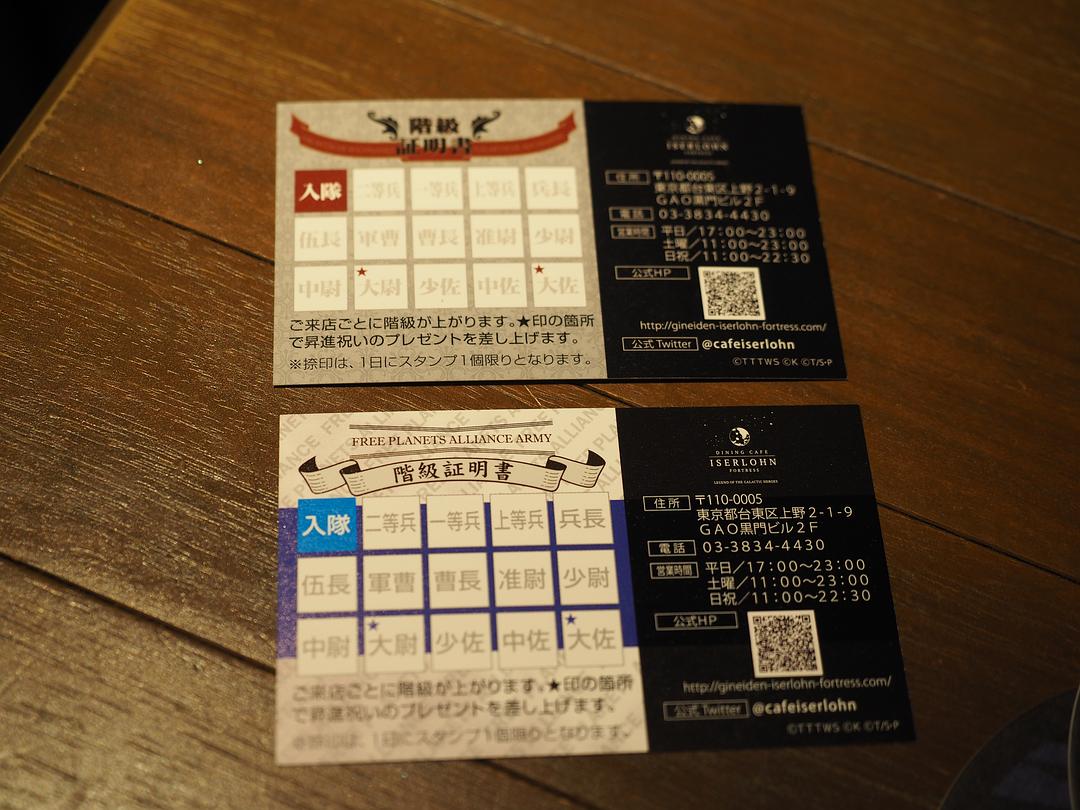 階級
証明書
入隊 二等兵 一等兵 上等兵 兵長
伍長 軍曹 曹長 准尉 少尉
中尉 ★大尉 少佐 中佐 ★大佐
ご来店ごとに階級が上がります。★印の箇所
で昇進祝いのプレゼントを差し上げます。
※捺印は、1日にスタンプ1個限りとなります。
DINING CAFE
ISERLOHN
FORTRESS
住所 〒110-0005
東京都台東区上野2-1-9
GAO黒門ビル2F
電話 03-3834-4430
営業時間 平日/17:00〜23:00
土曜/11:00〜23:00
日祝/11:00〜22:30
公式HP
http://gineiden-iserlohn-fortress.com/
公式Twitter @cafeiserlohn
©TTTWS ©K ©T/S・P
FREE PLANETS ALLIANCE ARMY
階級証明書
入隊 二等兵 一等兵 上等兵 兵長
伍長 軍曹 曹長 准尉 少尉
中尉 ★大尉 少佐 中佐 ★大佐
ご来店ごとに階級が上がります。★印の箇所
で昇進祝いのプレゼントを差し上げます。
※捺印は、1日にスタンプ1個限りとなります。
DINING CAFE
ISERLOHN
FORTRESS
LEGEND OF THE GALACTIC HEROES
住所 〒110-0005
東京都台東区上野2-1-9
GAO黒門ビル2F
電話 03-3834-4430
営業時間 平日/17:00〜23:00
土曜/11:00〜23:00
日祝/11:00〜22:30
公式HP
http://gineiden-iserlohn-fortress.com/
公式Twitter @cafeiserlohn
©TTTWS ©K ©T/S・P